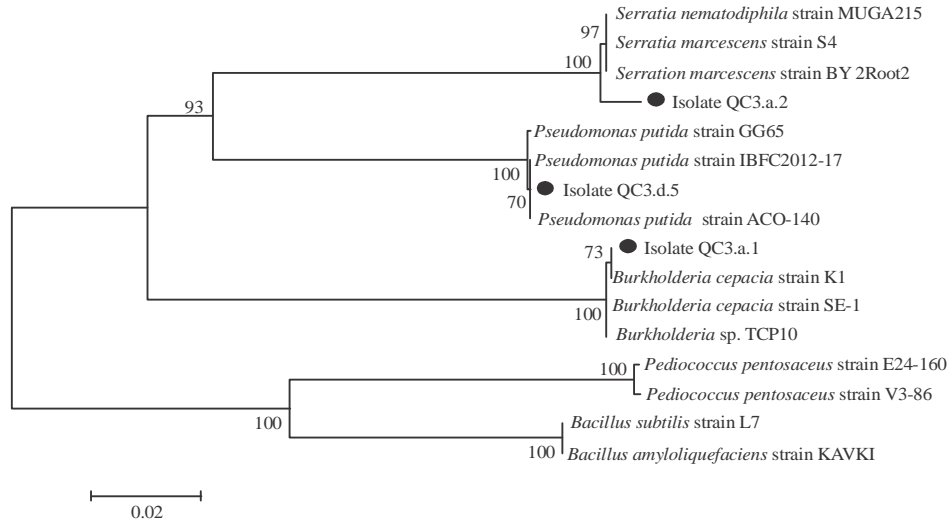 Serratia nematodiphila strain MUGA215
97
Serratia marcescens strain S4
100
Serration marcescens strain BY 2Root2
Isolate QC3.a.2
93
Pseudomonas putida strain GG65
Pseudomonas putida strain IBFC2012-17
100
Isolate QC3.d.5
70
Pseudomonas putida strain ACO-140
Isolate QC3.a.1
73
Burkholderia cepacia strain K1
Burkholderia cepacia strain SE-1
100
Burkholderia sp. TCP10
Pediococcus pentosaceus strain E24-160
100
Pediococcus pentosaceus strain V3-86
Bacillus subtilis strain L7
100
100
Bacillus amyloliquefaciens strain KAVKI
0.02